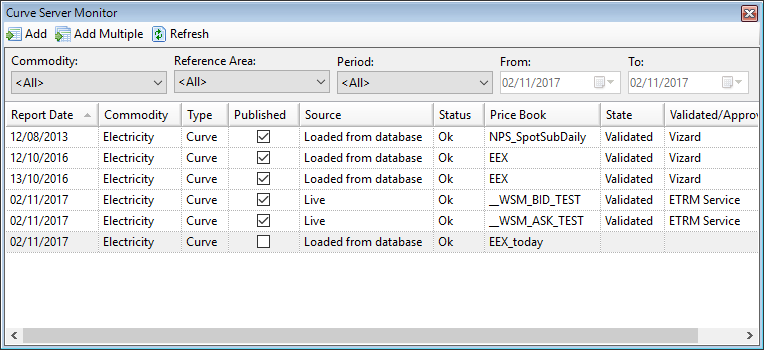 Curve Server Monitor
Add Add Multiple Refresh
Commodity: Reference Area: Period: From: To:
<All> <All> <All> 02/11/2017 02/11/2017
Report Date Commodity Type Published Source Status Price Book State Validated/Approv
12/08/2013 Electricity Curve Loaded from database Ok NPS_SpotSubDaily Validated Vizard
12/10/2016 Electricity Curve Loaded from database Ok EEX Validated Vizard
13/10/2016 Electricity Curve Loaded from database Ok EEX Validated Vizard
02/11/2017 Electricity Curve Live Ok __WSM_BID_TEST Validated ETRM Service
02/11/2017 Electricity Curve Live Ok __WSM_ASK_TEST Validated ETRM Service
02/11/2017 Electricity Curve Loaded from database Ok EEX_today